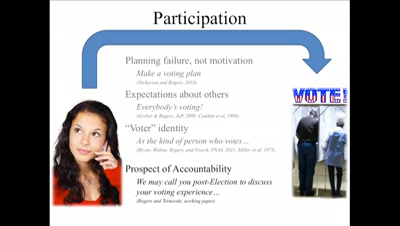 Participation
Planning failure, not motivation
Make a voting plan
(Nickerson and Rogers, 2010)
Expectations about others
Everybody's voting!
(Gerber & Rogers, JoP, 2009; Cialdini et al, 1990)
"Voter" identity
As the kind of person who votes…
(Bryan, Walton, Rogers, and Dweck, PNAS, 2011; Miller et al, 1975)
Prospect of Accountability
We may call you post-Election to discuss
your voting experience…
(Rogers and Ternovski, working paper)
VOTE!